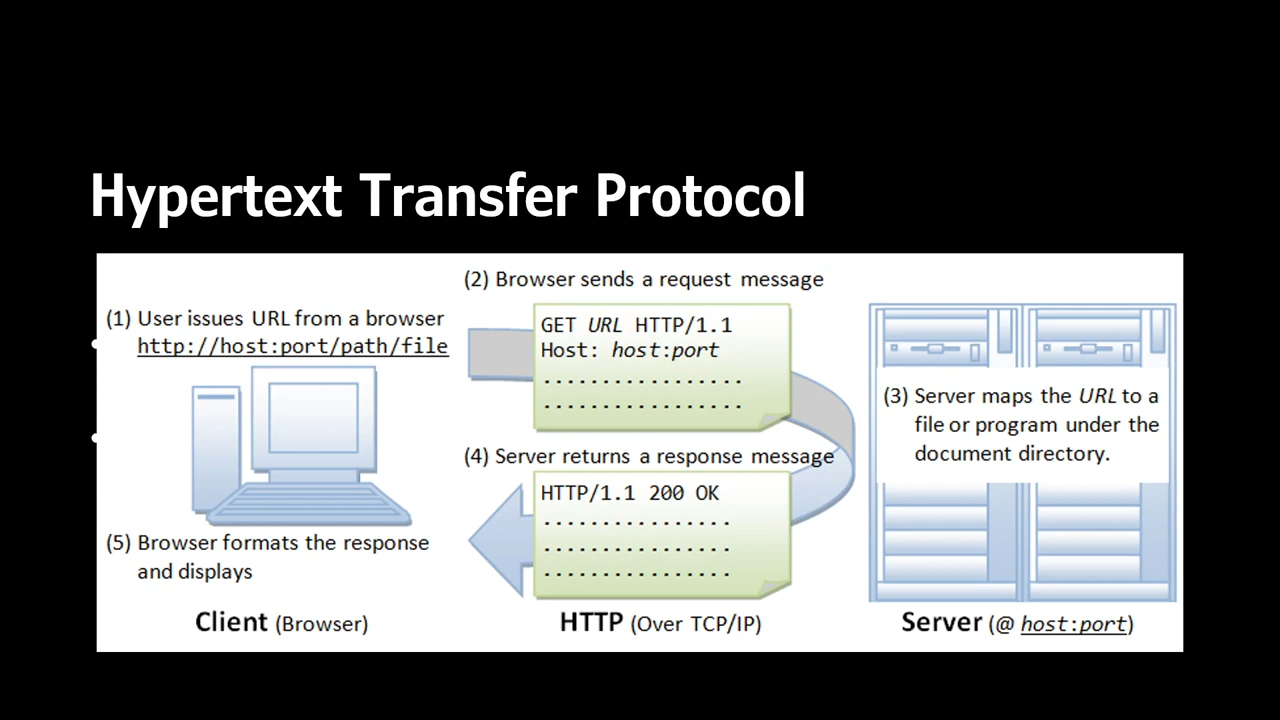 Hypertext Transfer Protocol
(1) User issues URL from a browser
http://host:port/path/file
(5) Browser formats the response
and displays
Client (Browser)
(2) Browser sends a request message
GET URL HTTP/1.1
Host: host:port
.................
.................
(4) Server returns a response message
HTTP/1.1 200 OK
................
................
................
HTTP (Over TCP/IP)
(3) Server maps the URL to a
file or program under the
document directory.
Server (@ host:port)